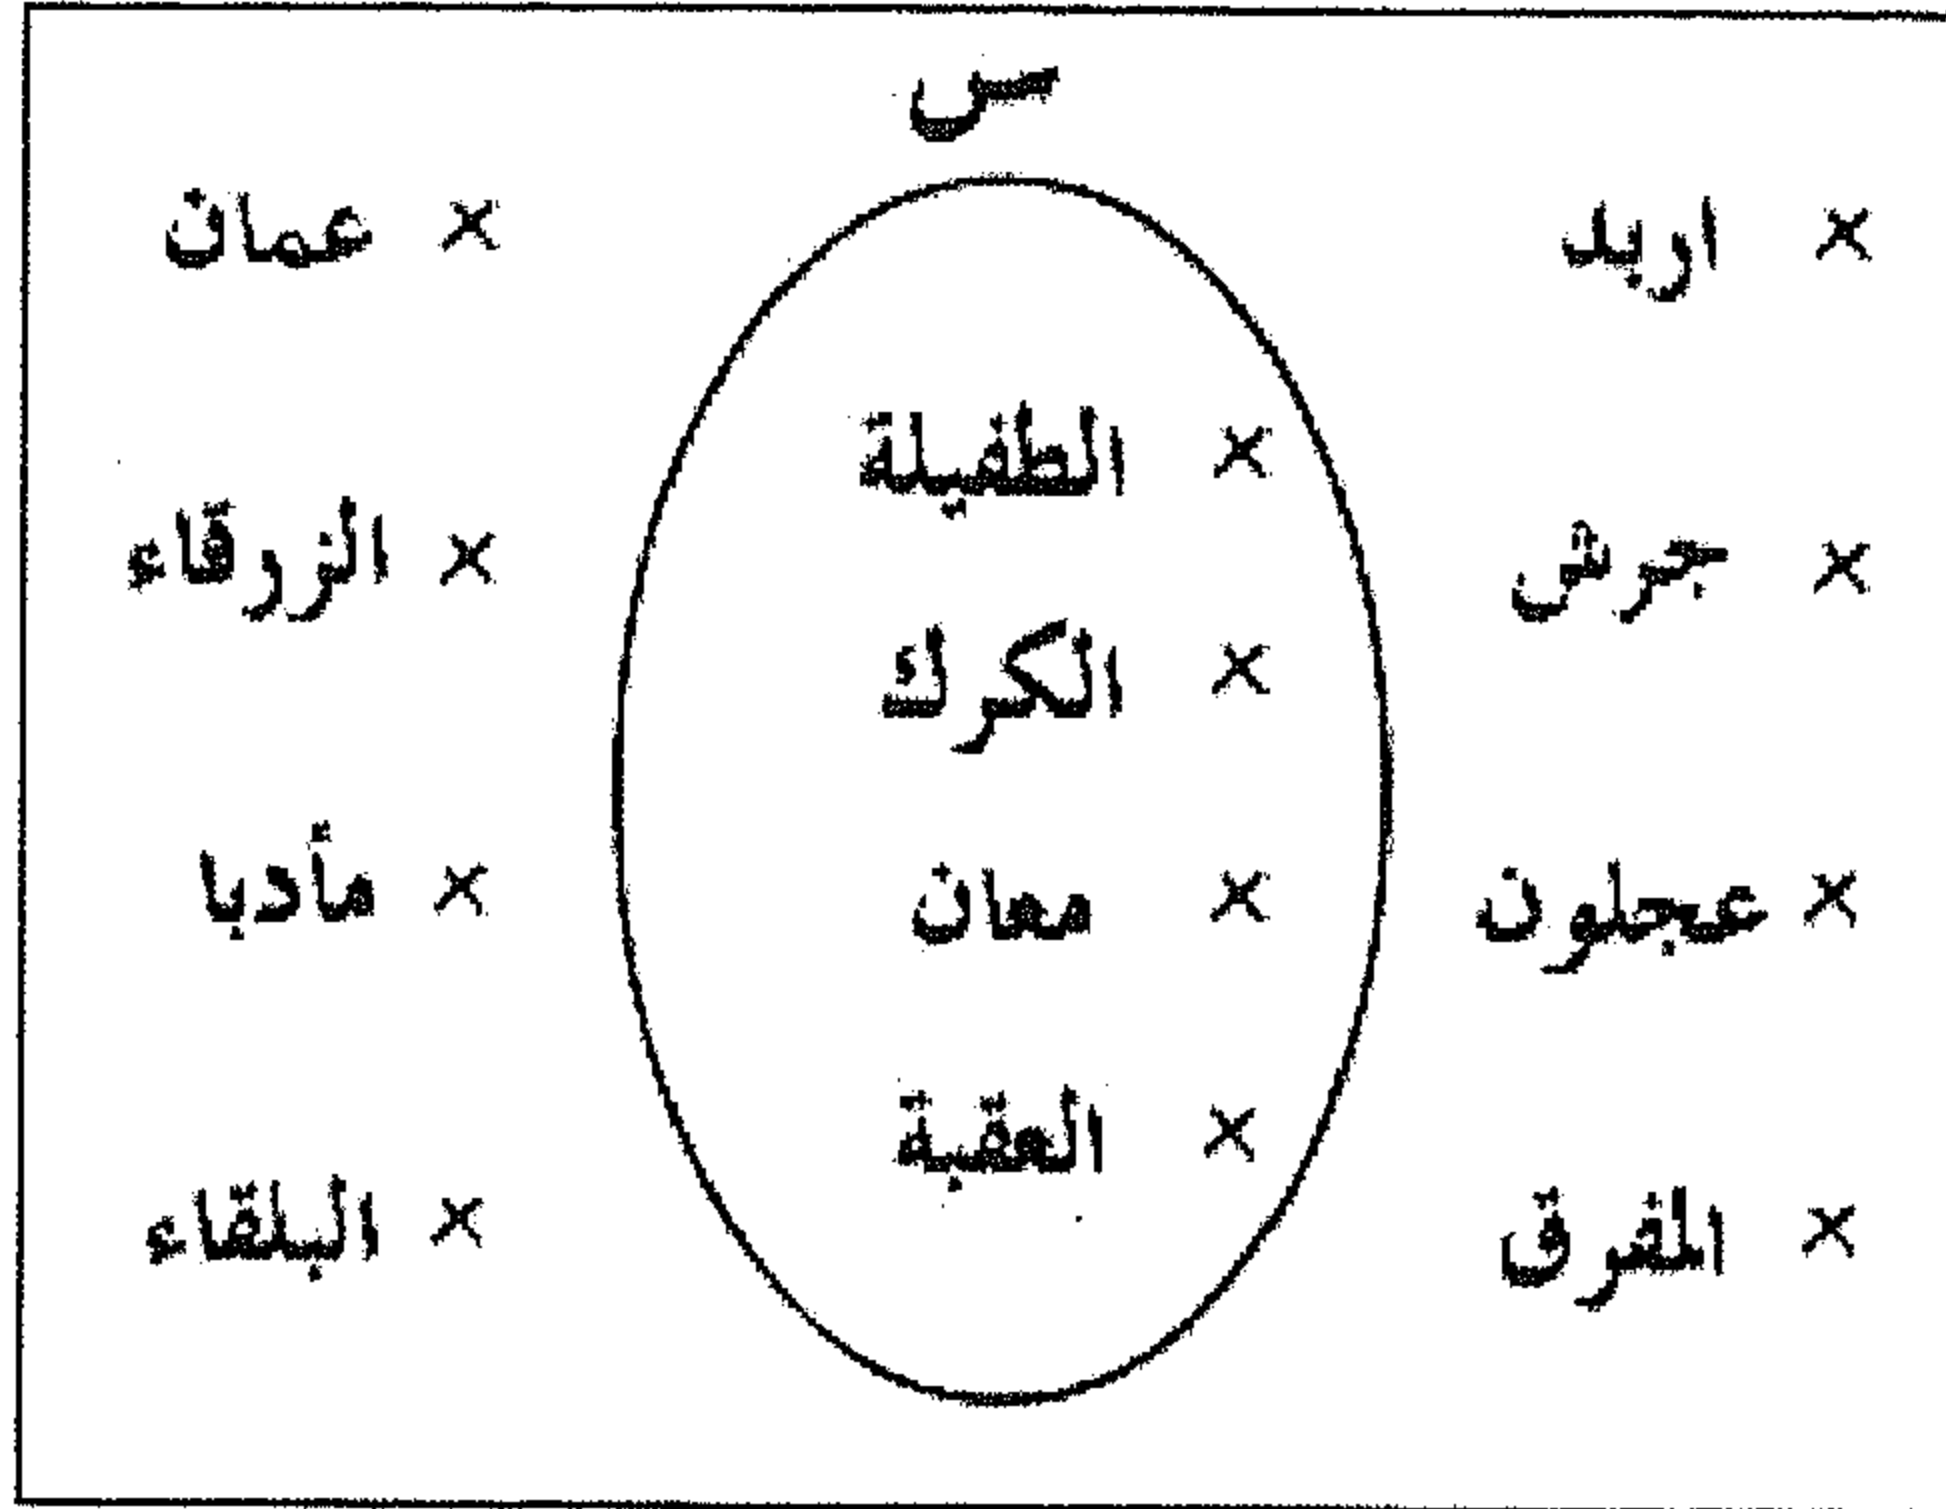 س
× اربد
× عمان
× الطفيلة
× جرش
× الزرقاء
× الكرك
× عجلون
× معان
× مأدبا
× العقبة
× المفرق
× البلقاء